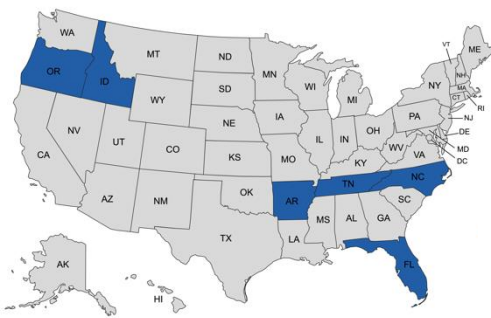 WA
OR
ID
MT
ND
MN
WI
MI
NY
VT
NH
ME
MA
CT
RI
NJ
PA
DE
MD
DC
SD
WY
NE
IA
IL
IN
OH
WV
VA
KY
NV
UT
CO
KS
MO
CA
AZ
NM
OK
AR
TN
NC
SC
TX
LA
MS
AL
GA
FL
AK
HI